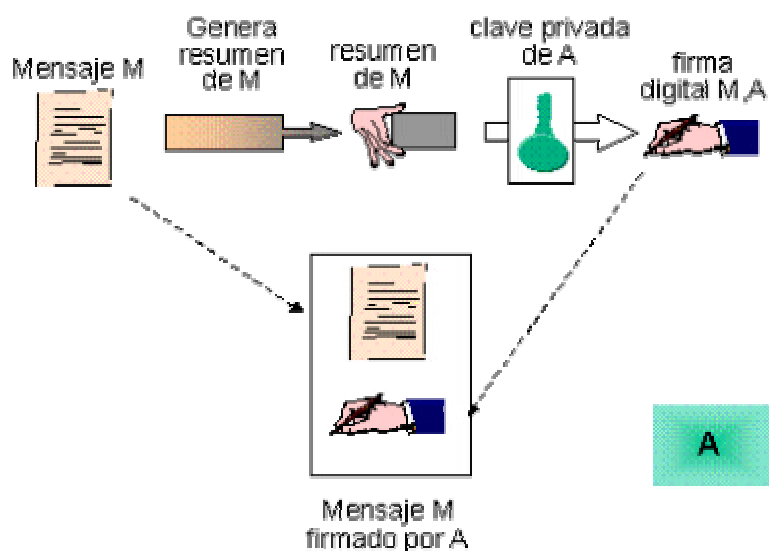 Mensaje M
Genera
resumen
de M
resumen
de M
clave privada
de A
firma
digital M,A
A
Mensaje M
firmado por A